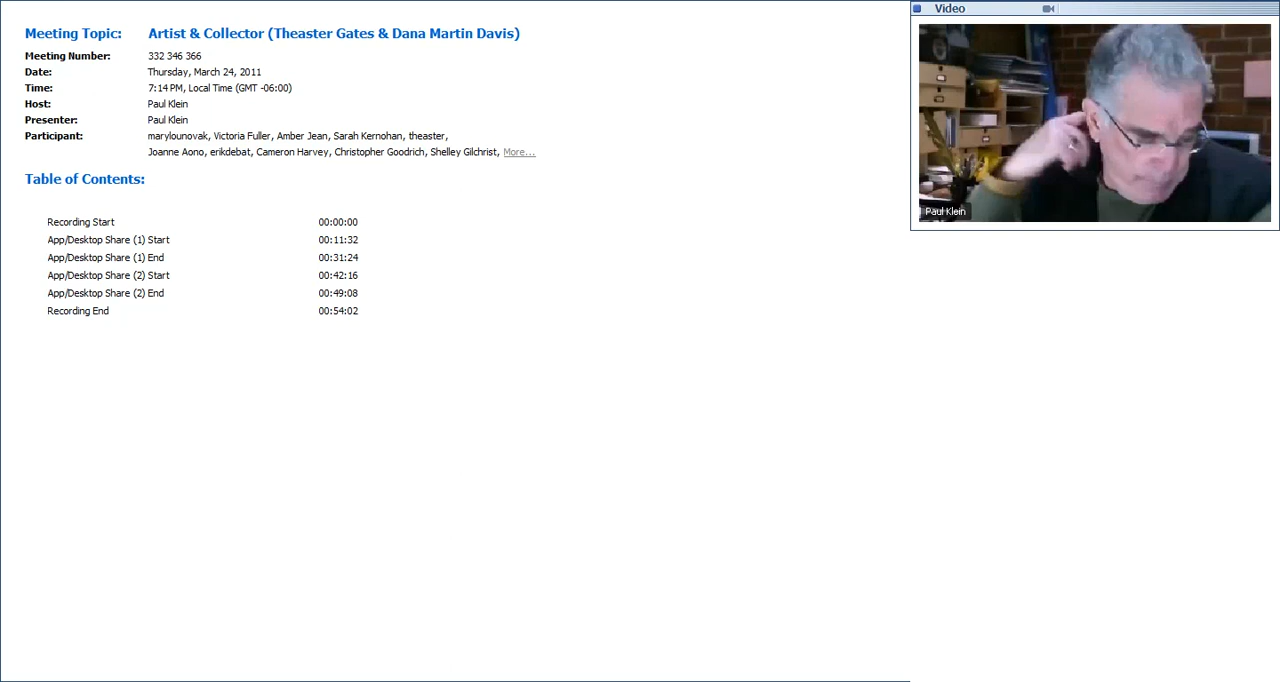 Meeting Topic: Artist & Collector (Theaster Gates & Dana Martin Davis)
Meeting Number: 332 346 366
Date: Thursday, March 24, 2011
Time: 7:14 PM, Local Time (GMT -06:00)
Host: Paul Klein
Presenter: Paul Klein
Participant: marylounovak, Victoria Fuller, Amber Jean, Sarah Kernohan, theaster,
Joanne Aono, erikdebat, Cameron Harvey, Christopher Goodrich, Shelley Gilchrist, More...
Table of Contents:
Recording Start 00:00:00
App/Desktop Share (1) Start 00:11:32
App/Desktop Share (1) End 00:31:24
App/Desktop Share (2) Start 00:42:16
App/Desktop Share (2) End 00:49:08
Recording End 00:54:02
Video
Paul Klein